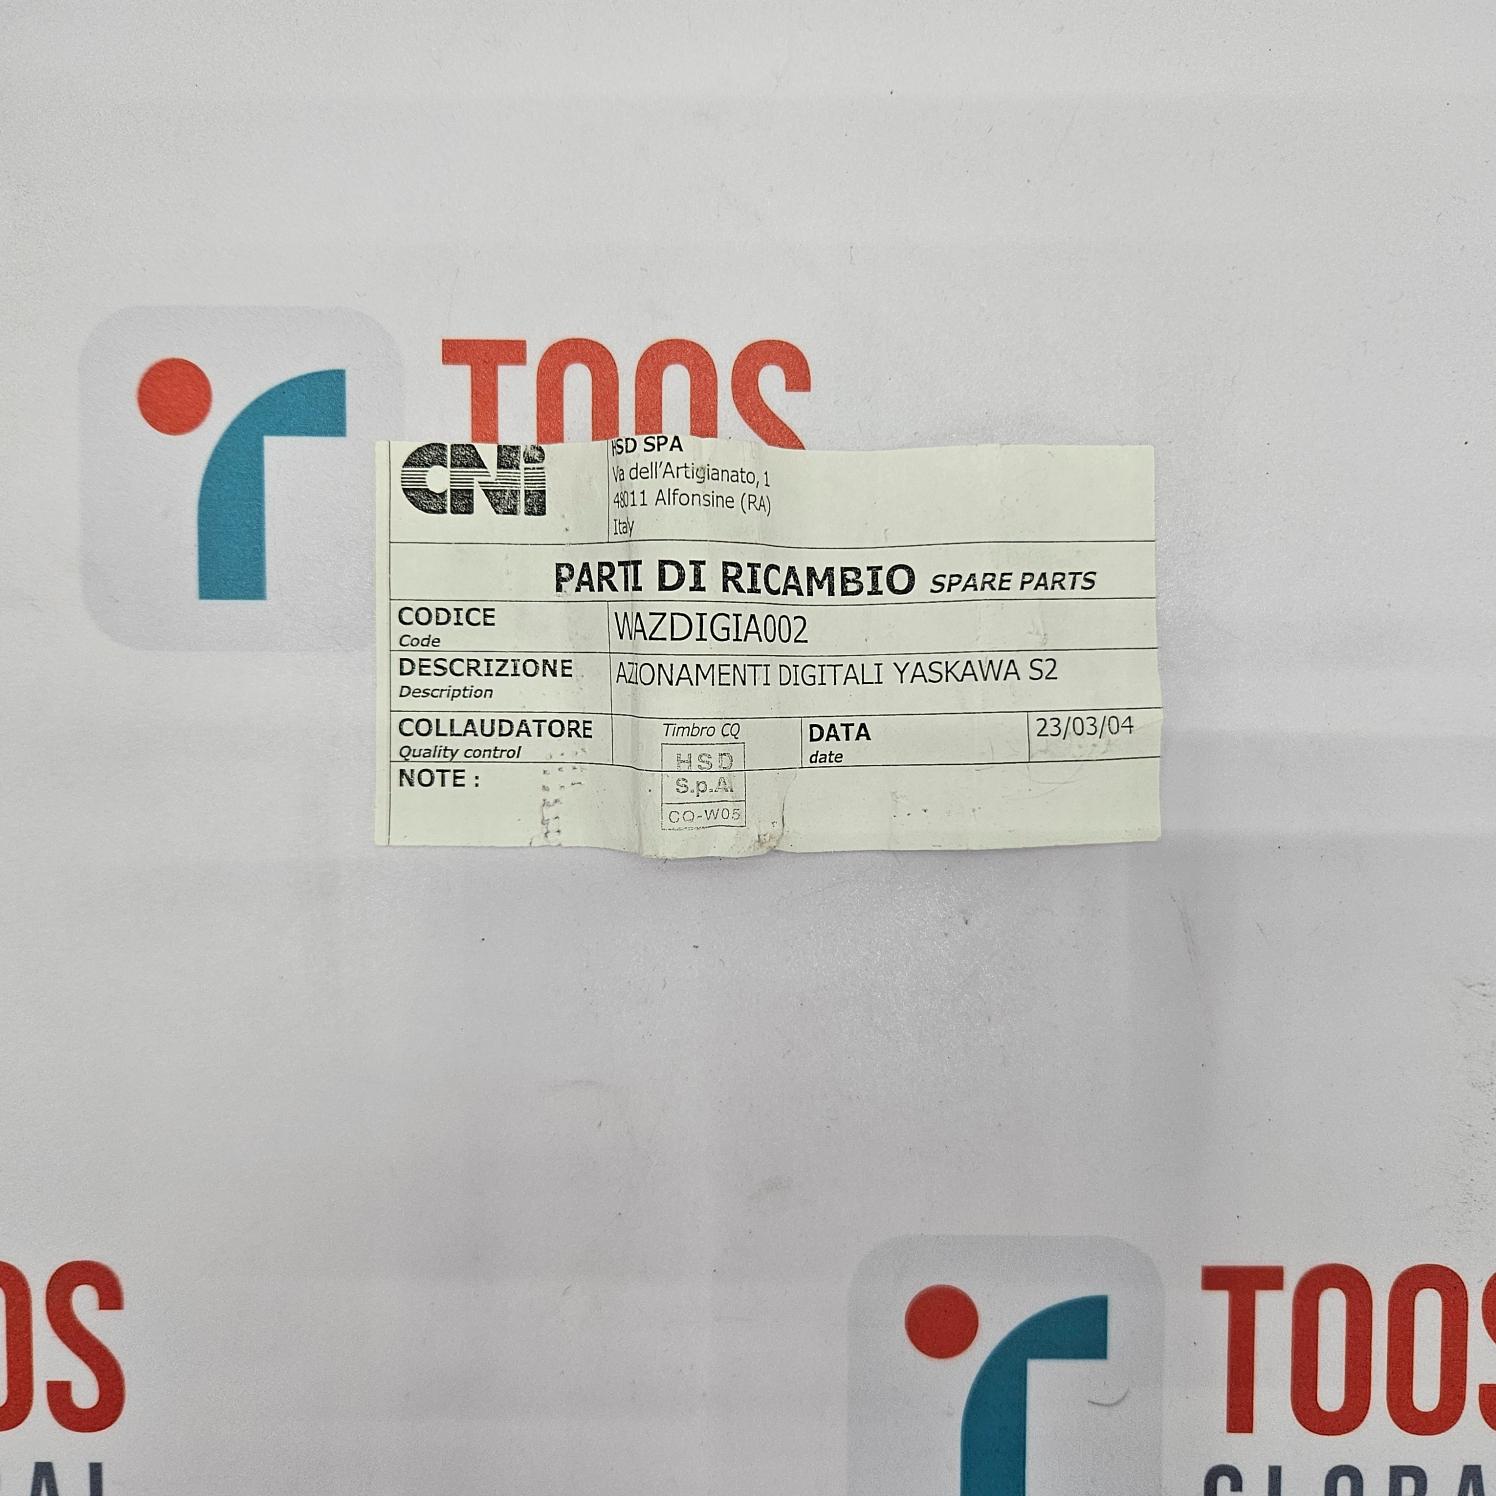 TOOS
CNi
HSD SPA
Va dell'Artigianato, 1
48011 Alfonsine (RA)
Italy
PARTI DI RICAMBIO SPARE PARTS
CODICE
Code
WAZDIGIA002
DESCRIZIONE
Description
AZIONAMENTI DIGITALI YASKAWA S2
COLLAUDATORE
Quality control
Timbro CQ
HSD
S.p.A
CQ-W05
DATA
date
23/03/04
NOTE :
OS
TOOS